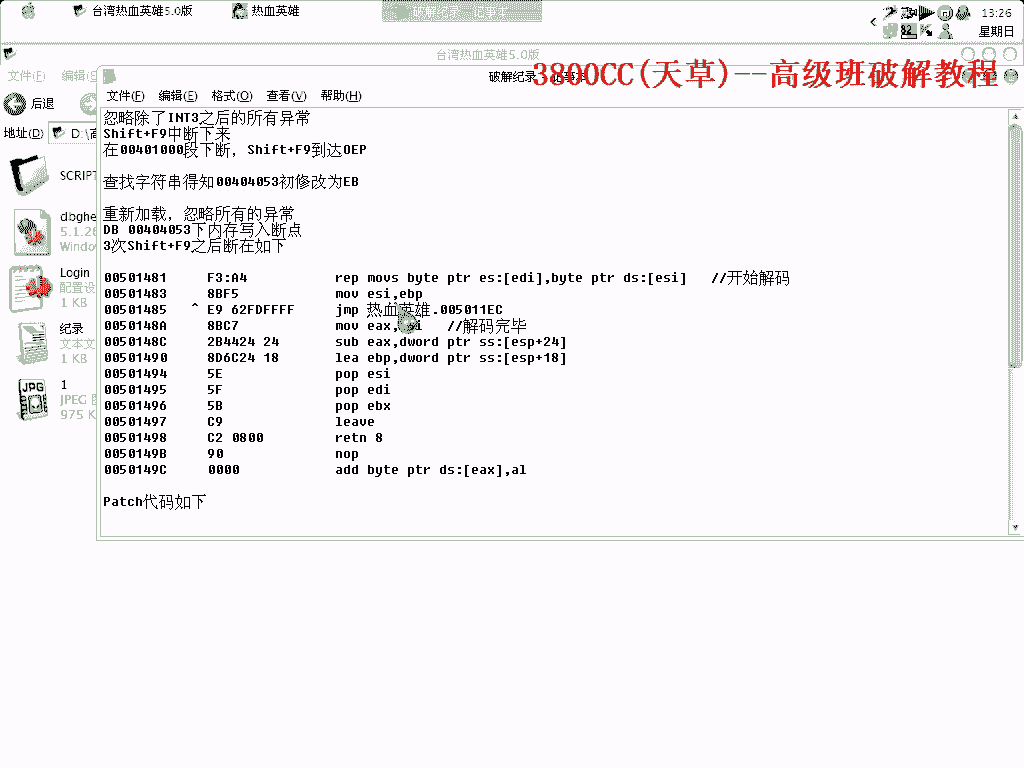 台湾热血英雄5.0版
热血英雄
破解纪录 - 记事本
13:26
星期日
台湾热血英雄5.0版
3800CC(天草)--高级班破解教程
文件(F) 编辑(E)
破解纪录
后退
文件(F) 编辑(E) 格式(O) 查看(V) 帮助(H)
地址(D) D:\高
SCRIPT
dbghe
5.1.26
Windo
Login
配置设
1 KB
纪录
文本文
1 KB
1
JPEG
975 K
忽略除了INT3之后的所有异常
Shift+F9中断下来
在00401000段下断，Shift+F9到达OEP
查找字符串得知00404053初修改为EB
重新加载，忽略所有的异常
DB 00404053下内存写入断点
3次Shift+F9之后断在如下
00501481 F3:A4 rep movs byte ptr es:[edi],byte ptr ds:[esi] //开始解码
00501483 8BF5 mov esi,ebp
00501485 ^ E9 62FDFFFF jmp 热血英雄.005011EC
0050148A 8BC7 mov eax, //解码完毕
0050148C 2B4424 24 sub eax,dword ptr ss:[esp+24]
00501490 8D6C24 18 lea ebp,dword ptr ss:[esp+18]
00501494 5E pop esi
00501495 5F pop edi
00501496 5B pop ebx
00501497 C9 leave
00501498 C2 0800 retn 8
0050149B 90 nop
0050149C 0000 add byte ptr ds:[eax],al
Patch代码如下